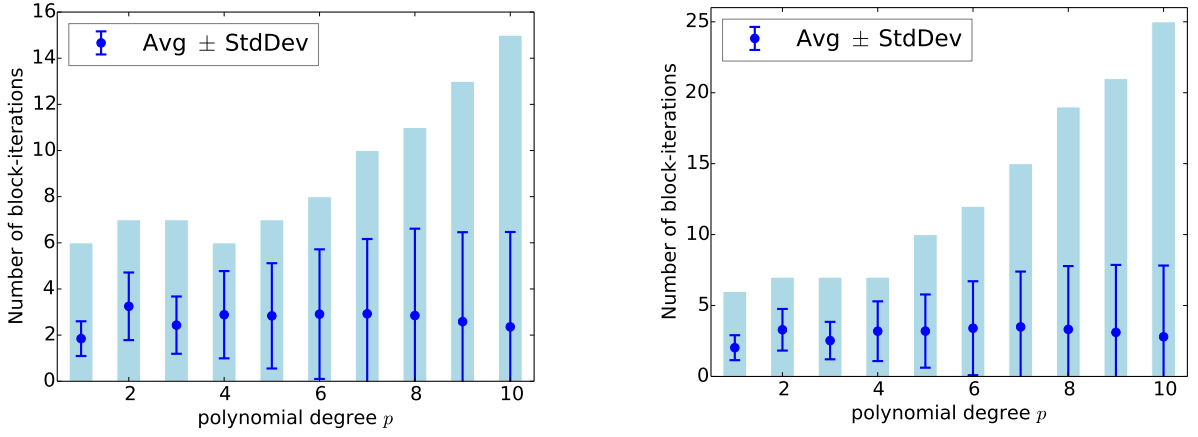 16
14
12
10
8
6
4
2
0
Number of block-iterations
Avg ± StdDev
2 4 6 8 10
polynomial degree p
25
20
15
10
5
0
Number of block-iterations
Avg ± StdDev
2 4 6 8 10
polynomial degree p